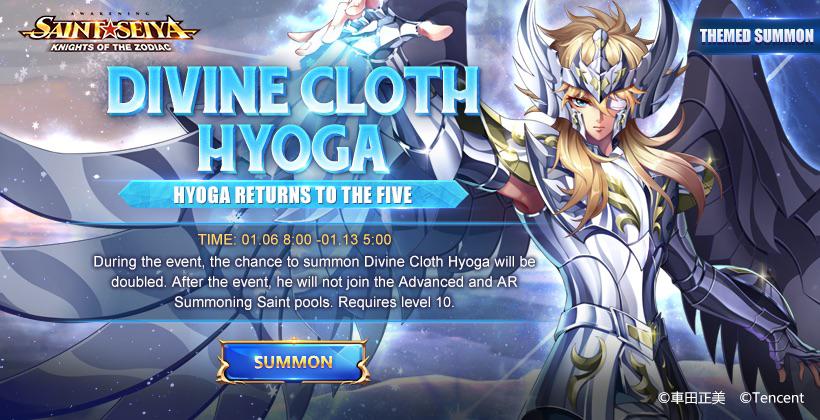 AWAKENING
SAINT SEIYA
KNIGHTS OF THE ZODIAC
THEMED SUMMON
DIVINE CLOTH
HYOGA
HYOGA RETURNS TO THE FIVE
TIME: 01.06 8:00 -01.13 5:00
During the event, the chance to summon Divine Cloth Hyoga will be
doubled. After the event, he will not join the Advanced and AR
Summoning Saint pools. Requires level 10.
SUMMON
©車田正美 ©Tencent